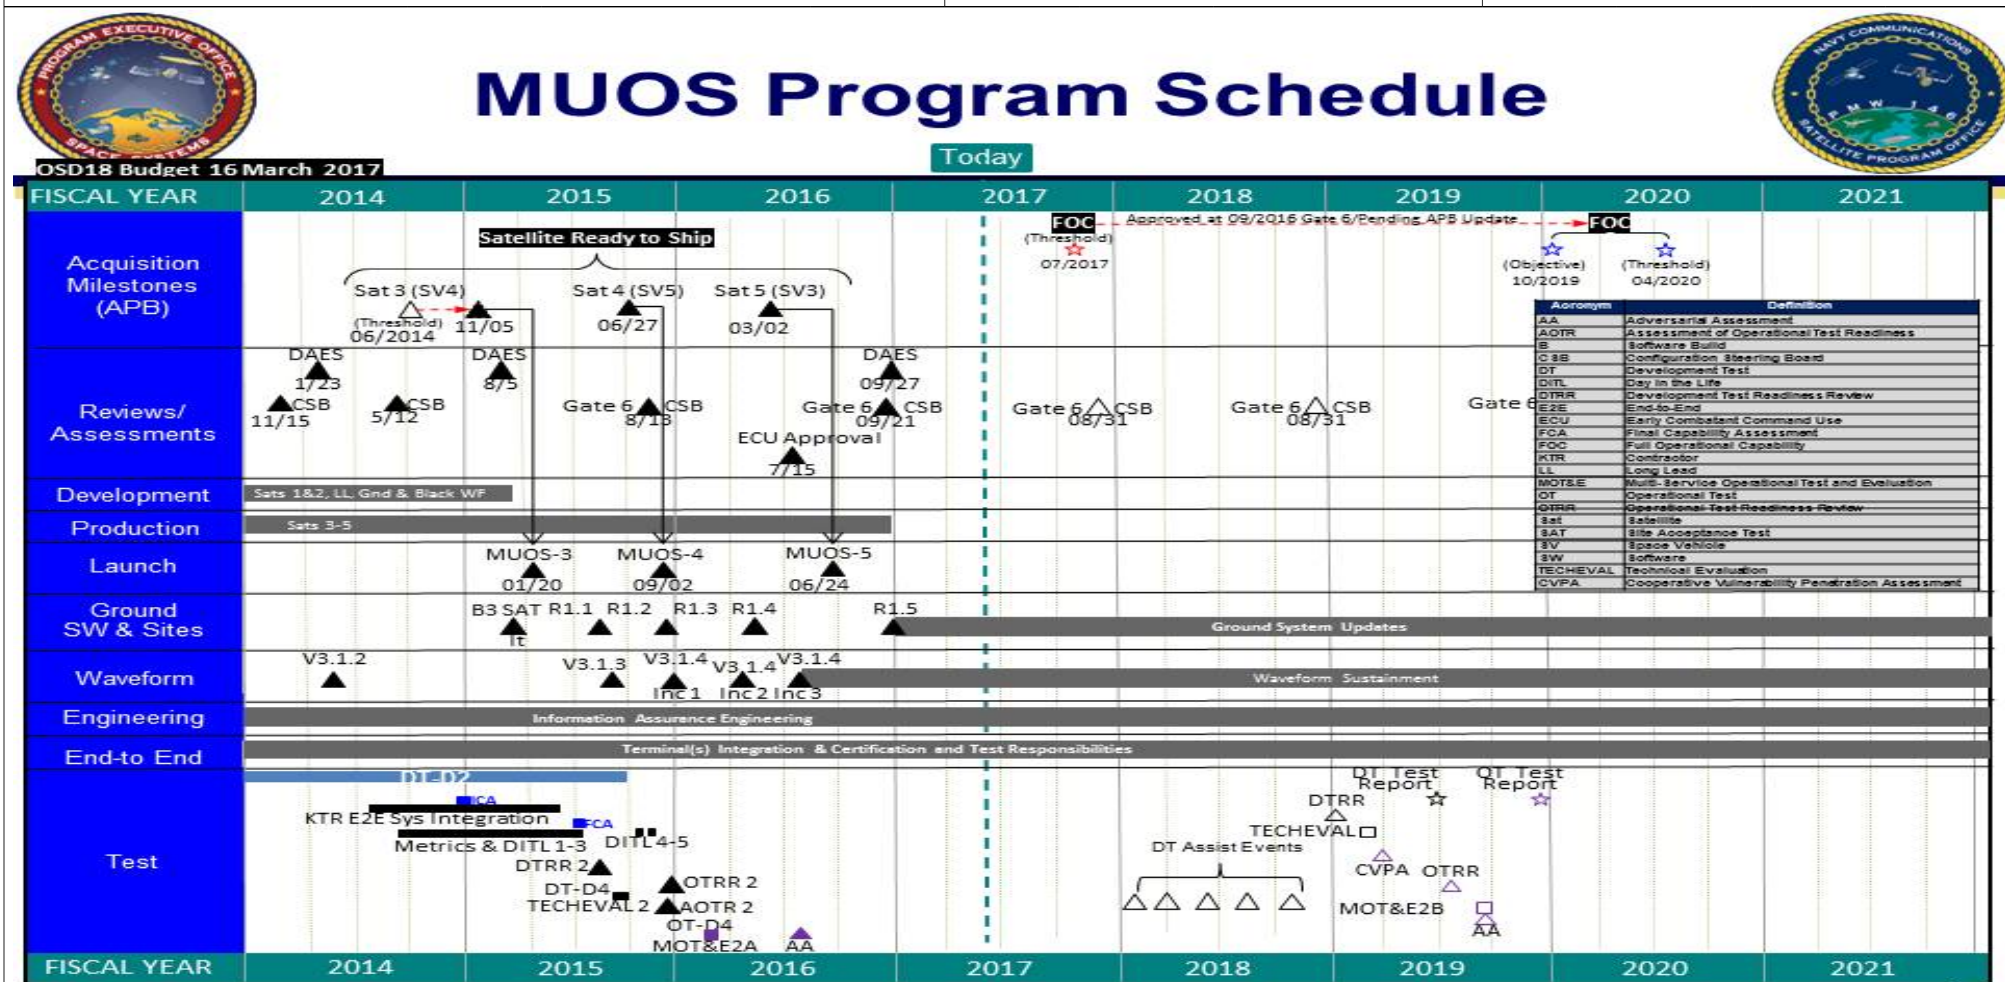 PROGRAM EXECUTIVE OFFICE
SPACE SYSTEMS
MUOS Program Schedule
NAVY COMMUNICATIONS
PMW 146
SATELLITE PROGRAM OFFICE
OSD18 Budget 16 March 2017
Today
FISCAL YEAR 2014 2015 2016 2017 2018 2019 2020 2021
Acquisition
Milestones
(APB)
Satellite Ready to Ship
Sat 3 (SV4)
(Threshold)
06/2014
11/05
Sat 4 (SV5)
06/27
Sat 5 (SV3)
03/02
FOC
(Threshold)
07/2017
Approved at 09/2016 Gate 6/Pending APB Update
FOC
(Objective)
10/2019
(Threshold)
04/2020
Acronym Definition
AA Adversarial Assessment
AOTR Assessment of Operational Test Readiness
B Software Build
CSB Configuration Steering Board
DT Development Test
DITL Day in the Life
DTRR Development Test Readiness Review
E2E End-to-End
ECU Early Combatant Command Use
FCA Final Capability Assessment
FOC Full Operational Capability
KTR Contractor
LL Long Lead
MOT&E Multi-Service Operational Test and Evaluation
OT Operational Test
OTRR Operational Test Readiness Review
Sat Satellite
SAT Site Acceptance Test
SV Space Vehicle
SW Software
TECHEVAL Technical Evaluation
CVPA Cooperative Vulnerability Penetration Assessment
Reviews/
Assessments
DAES
1/23
DAES
8/5
DAES
09/27
CSB
11/15
CSB
5/12
Gate 6 CSB
8/13
Gate 6 CSB
09/21
Gate 6 CSB
08/31
Gate 6 CSB
08/31
Gate 6
ECU Approval
7/15
Development
Sats 1&2, LL, Gnd & Black WF
Production
Sats 3-5
Launch
MUOS-3
01/20
MUOS-4
09/02
MUOS-5
06/24
Ground
SW & Sites
B3 SAT R1.1 R1.2 R1.3 R1.4 R1.5
It
Ground System Updates
Waveform
V3.1.2
V3.1.3
V3.1.4
Inc 1
V3.1.4
Inc 2
V3.1.4
Inc 3
Waveform Sustainment
Engineering
Information Assurance Engineering
End-to End
Terminal(s) Integration & Certification and Test Responsibilities
Test
DT-D2
ICA
KTR E2E Sys Integration
FCA
Metrics & DITL 1-3
DITL 4-5
DTRR 2
DT-D4
TECHEVAL 2
OTRR 2
AOTR 2
OT-D4
MOT&E2A
AA
DT Assist Events
DTRR
TECHEVAL
DT Test
Report
OT Test
Report
CVPA
OTRR
MOT&E2B
AA
FISCAL YEAR 2014 2015 2016 2017 2018 2019 2020 2021